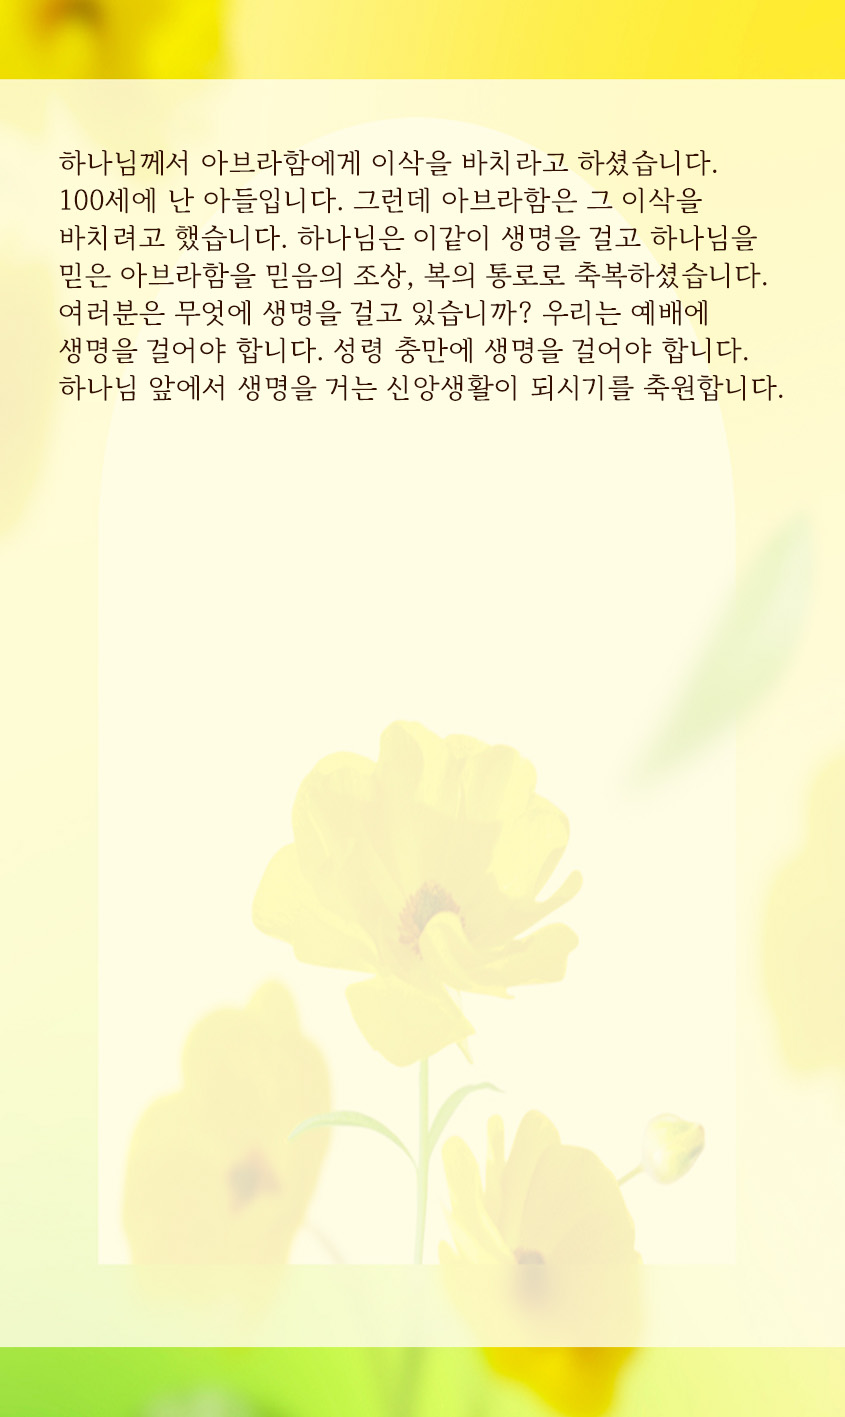 하나님께서 아브라함에게 이삭을 바치라고 하셨습니다.
100세에 난 아들입니다. 그런데 아브라함은 그 이삭을
바치려고 했습니다. 하나님은 이같이 생명을 걸고 하나님을
믿은 아브라함을 믿음의 조상, 복의 통로로 축복하셨습니다.
여러분은 무엇에 생명을 걸고 있습니까? 우리는 예배에
생명을 걸어야 합니다. 성령 충만에 생명을 걸어야 합니다.
하나님 앞에서 생명을 거는 신앙생활이 되시기를 축원합니다.